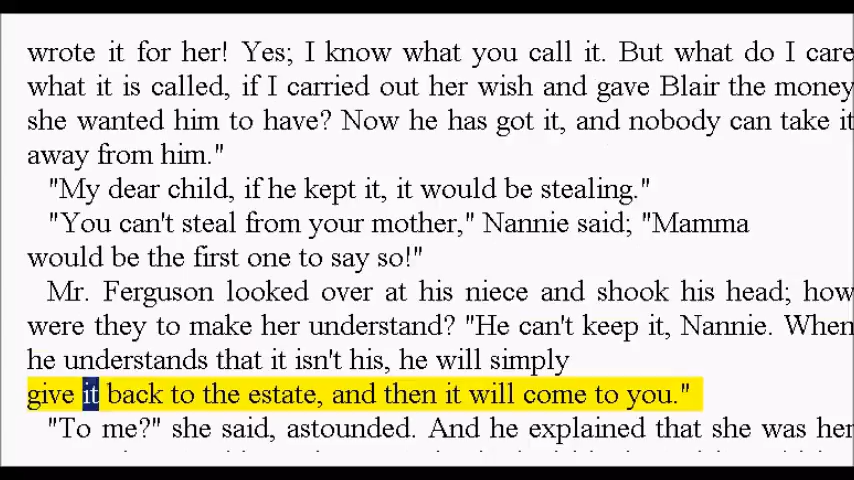 wrote it for her! Yes; I know what you call it. But what do I care
what it is called, if I carried out her wish and gave Blair the money
she wanted him to have? Now he has got it, and nobody can take it
away from him."
"My dear child, if he kept it, it would be stealing."
"You can't steal from your mother," Nannie said; "Mamma
would be the first one to say so!"
Mr. Ferguson looked over at his niece and shook his head; how
were they to make her understand? "He can't keep it, Nannie. When
he understands that it isn't his, he will simply
give it back to the estate, and then it will come to you."
"To me?" she said, astounded. And he explained that she was her